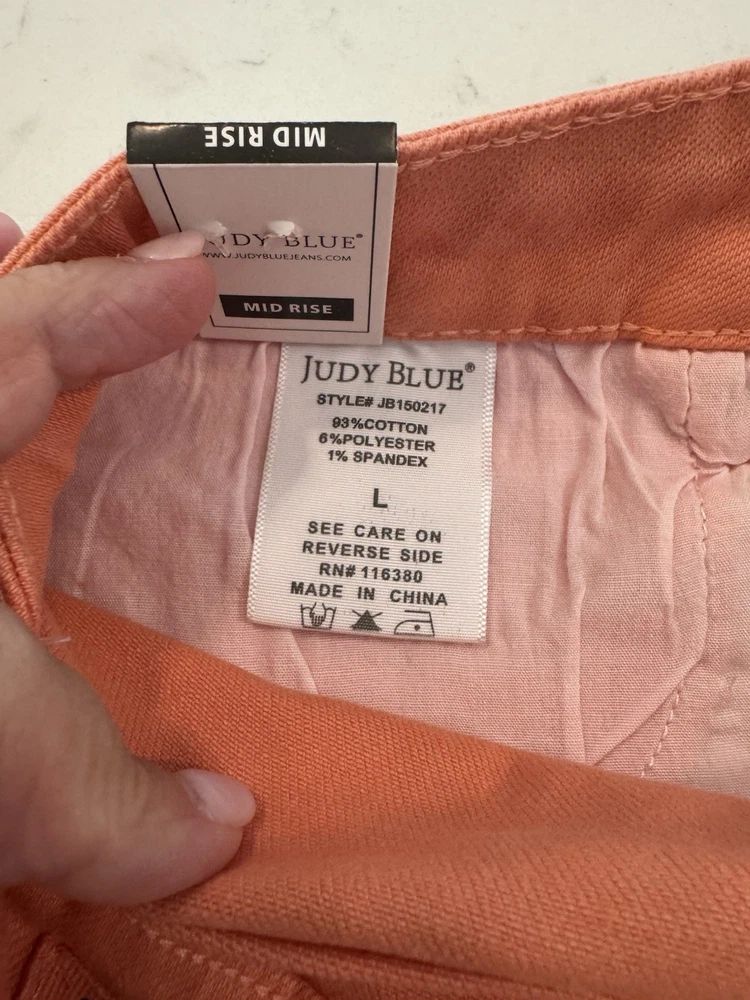 MID RISE
JUDY BLUE®
WWW.JUDYBLUEJEANS.COM
MID RISE
JUDY BLUE®
STYLE# JB150217
93%COTTON
6%POLYESTER
1% SPANDEX
L
SEE CARE ON
REVERSE SIDE
RN# 116380
MADE IN CHINA